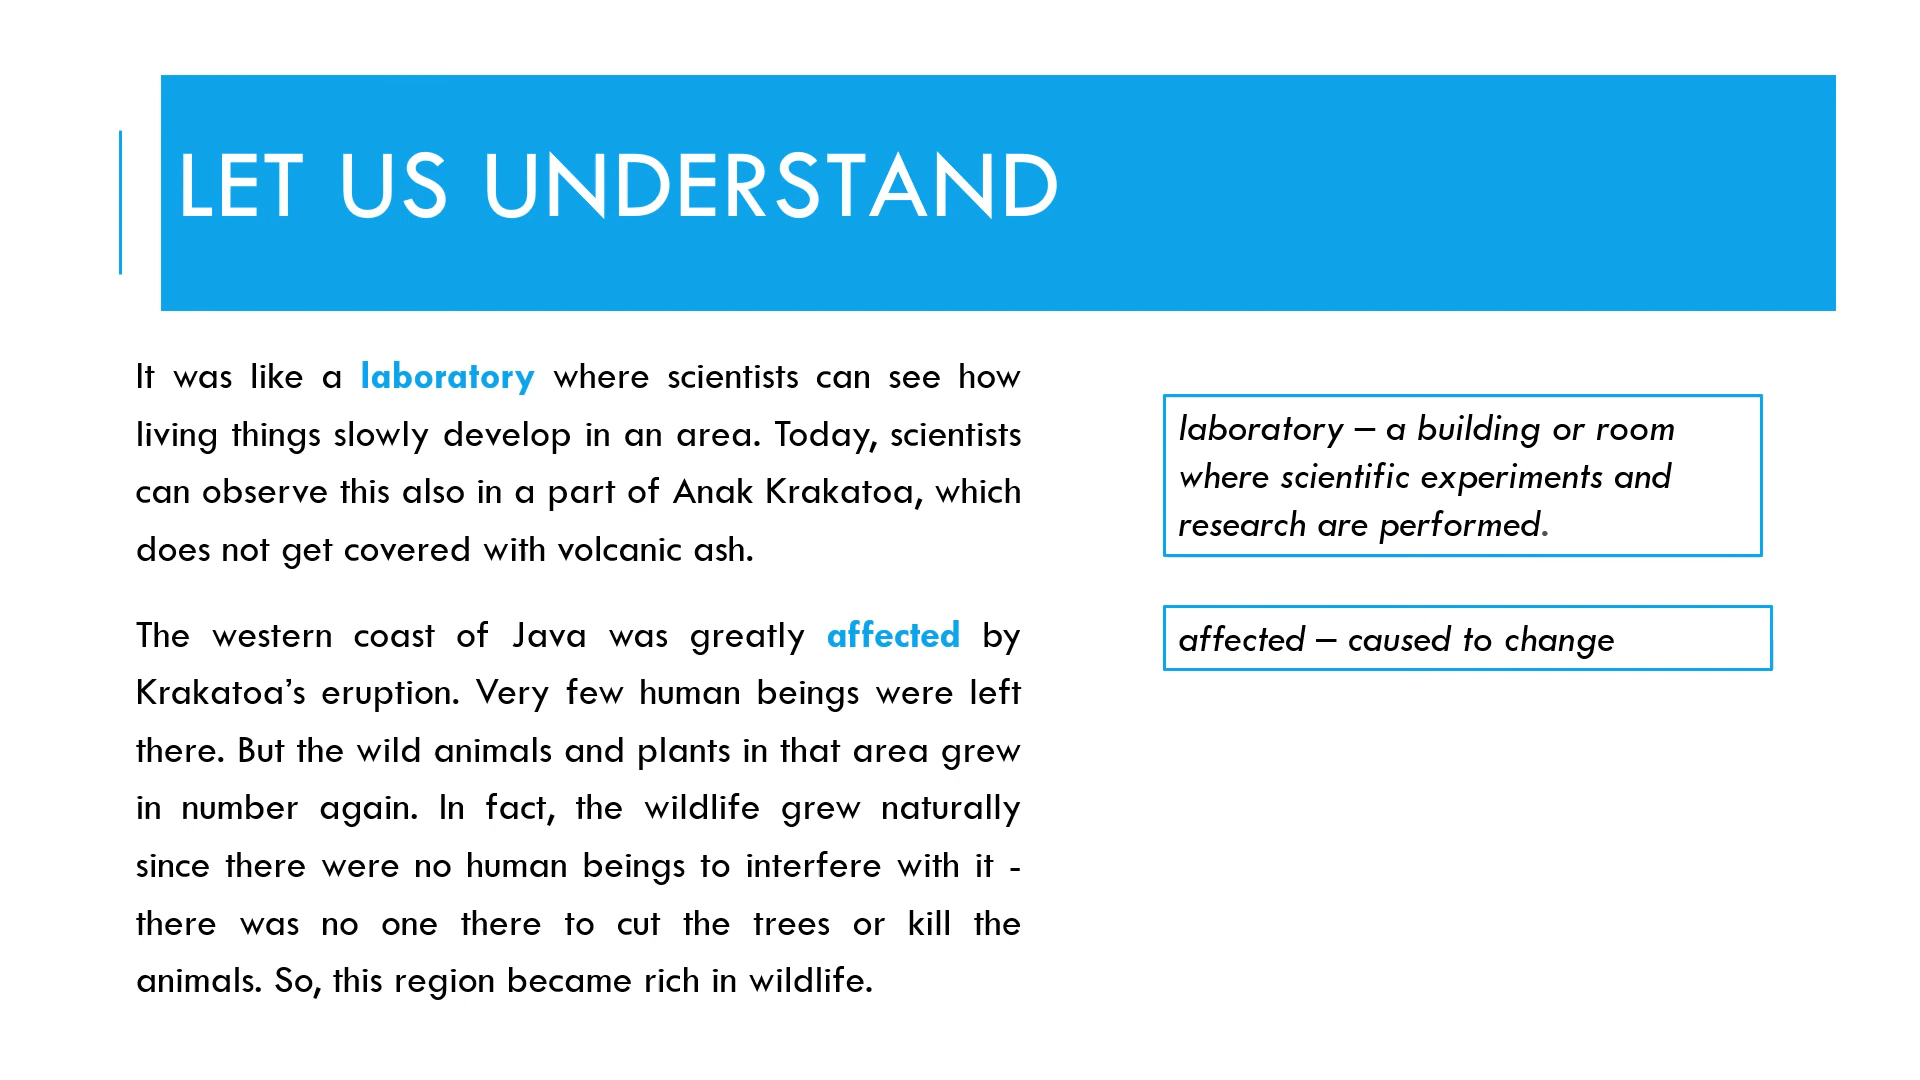 LET US UNDERSTAND
It was like a laboratory where scientists can see how
living things slowly develop in an area. Today, scientists
can observe this also in a part of Anak Krakatoa, which
does not get covered with volcanic ash.
The western coast of Java was greatly affected by
Krakatoa’s eruption. Very few human beings were left
there. But the wild animals and plants in that area grew
in number again. In fact, the wildlife grew naturally
since there were no human beings to interfere with it -
there was no one there to cut the trees or kill the
animals. So, this region became rich in wildlife.
laboratory – a building or room
where scientific experiments and
research are performed.
affected – caused to change